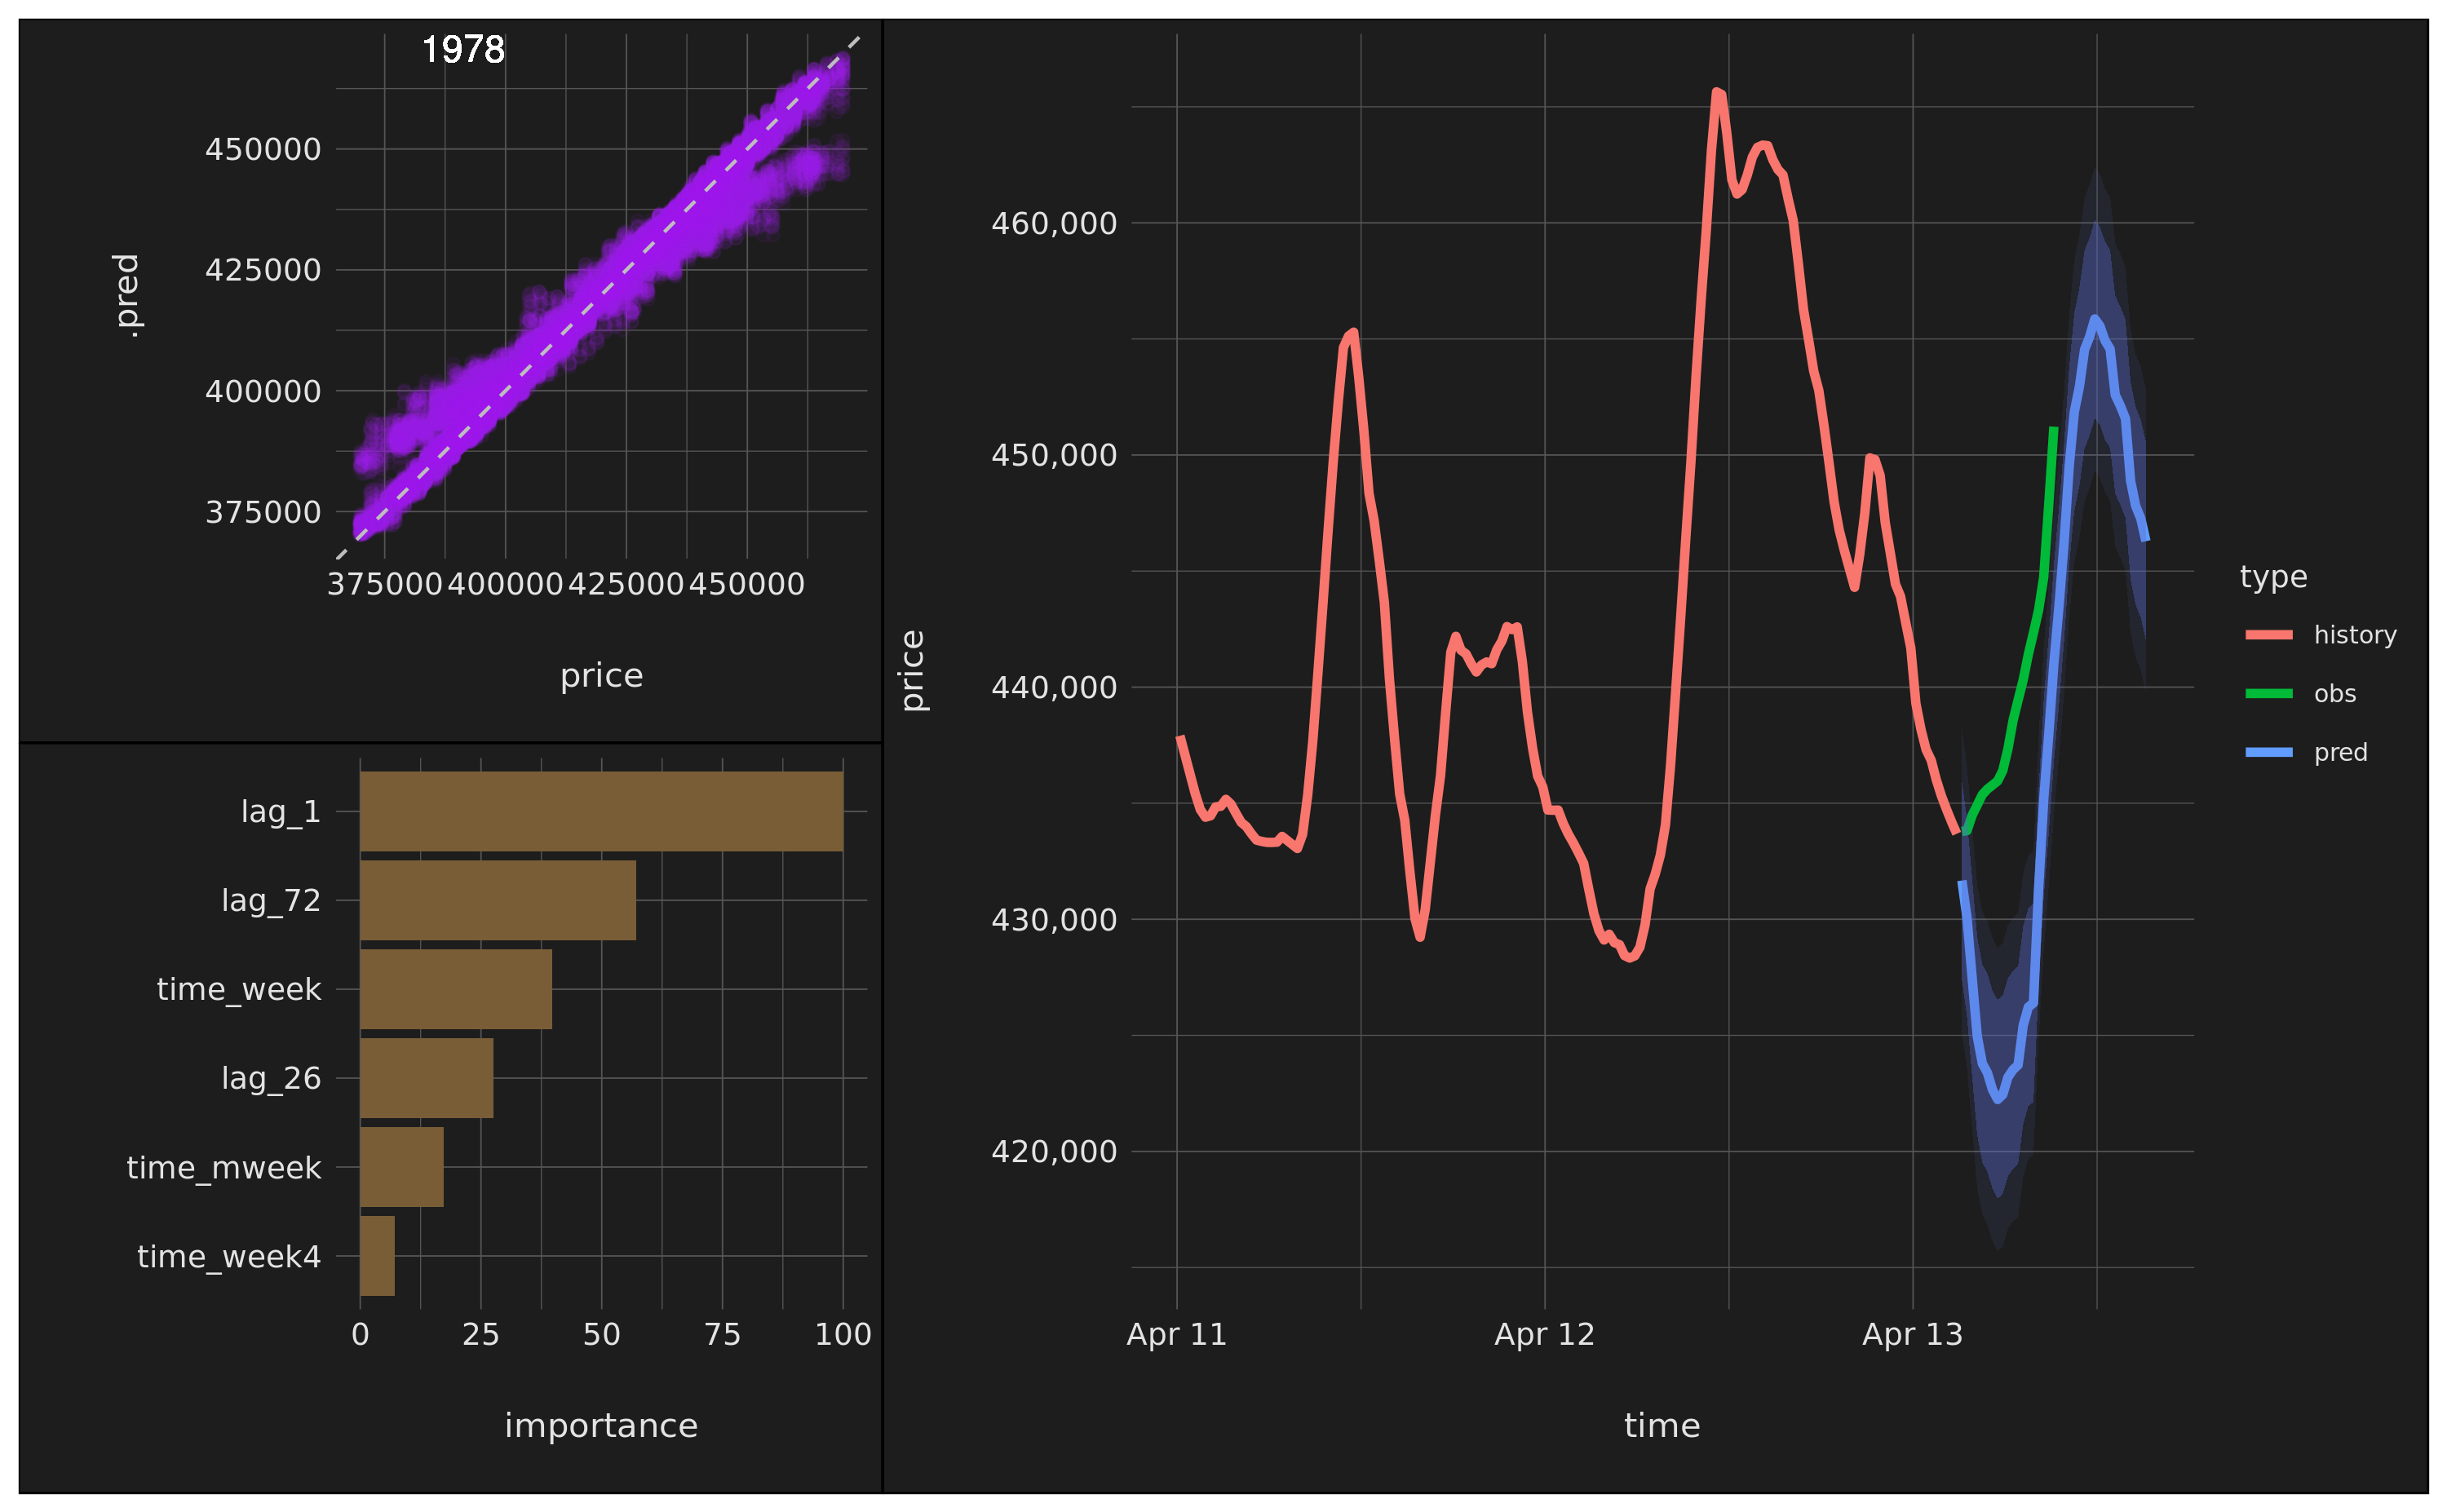 1978
.pred
450000
425000
400000
375000
375000 400000 425000 450000
price
lag_1
lag_72
time_week
lag_26
time_mweek
time_week4
0 25 50 75 100
importance
price
460,000
450,000
440,000
430,000
420,000
Apr 11 Apr 12 Apr 13
time
type
history
obs
pred